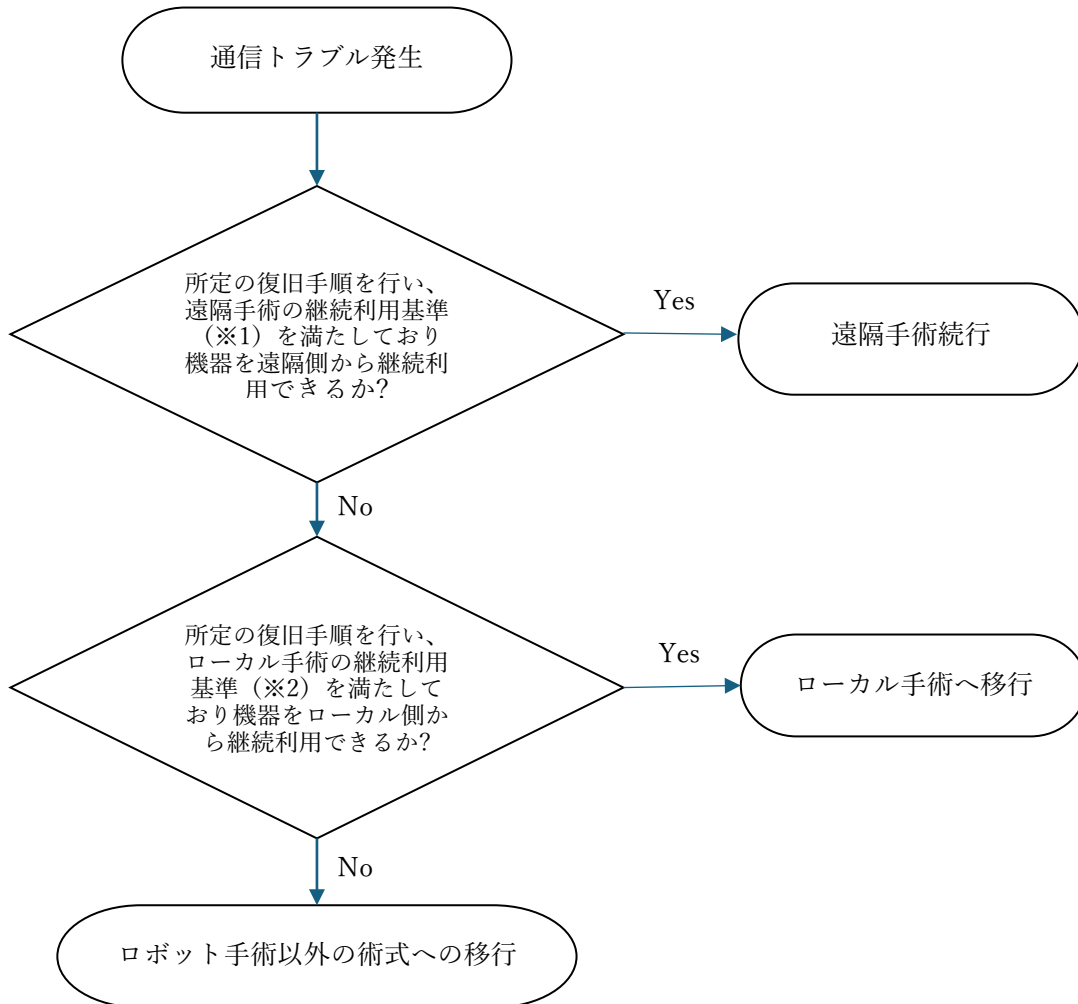 通信トラブル発生
所定の復旧手順を行い、
遠隔手術の継続利用基準
（※1）を満たしており
機器を遠隔側から継続利
用できるか？
Yes
遠隔手術続行
No
所定の復旧手順を行い、
ローカル手術の継続利用
基準（※2）を満たして
おり機器をローカル側か
ら継続利用できるか？
Yes
ローカル手術へ移行
No
ロボット手術以外の術式への移行